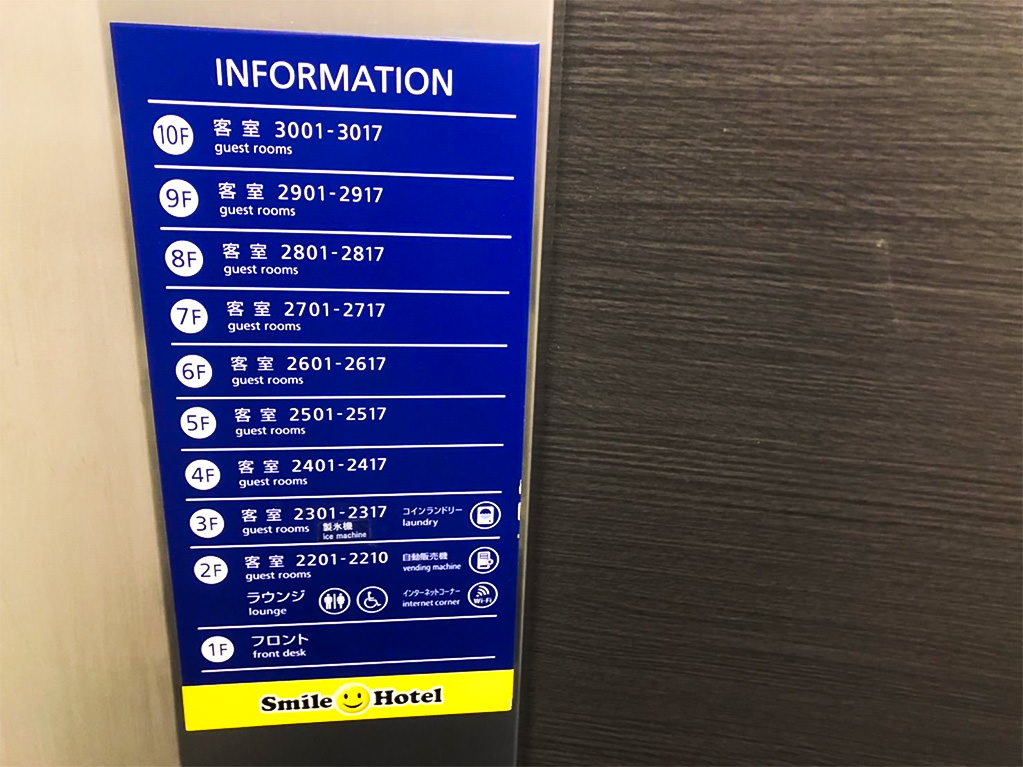 INFORMATION
10F 客室 3001-3017
guest rooms
9F 客室 2901-2917
guest rooms
8F 客室 2801-2817
guest rooms
7F 客室 2701-2717
guest rooms
6F 客室 2601-2617
guest rooms
5F 客室 2501-2517
guest rooms
4F 客室 2401-2417
guest rooms
3F 客室 2301-2317 コインランドリー
guest rooms 製氷機 laundry
ice machine
2F 客室 2201-2210 自動販売機
guest rooms vending machine
ラウンジ インターネットコーナー
lounge internet corner Wi-Fi
1F フロント
front desk
Smile Hotel